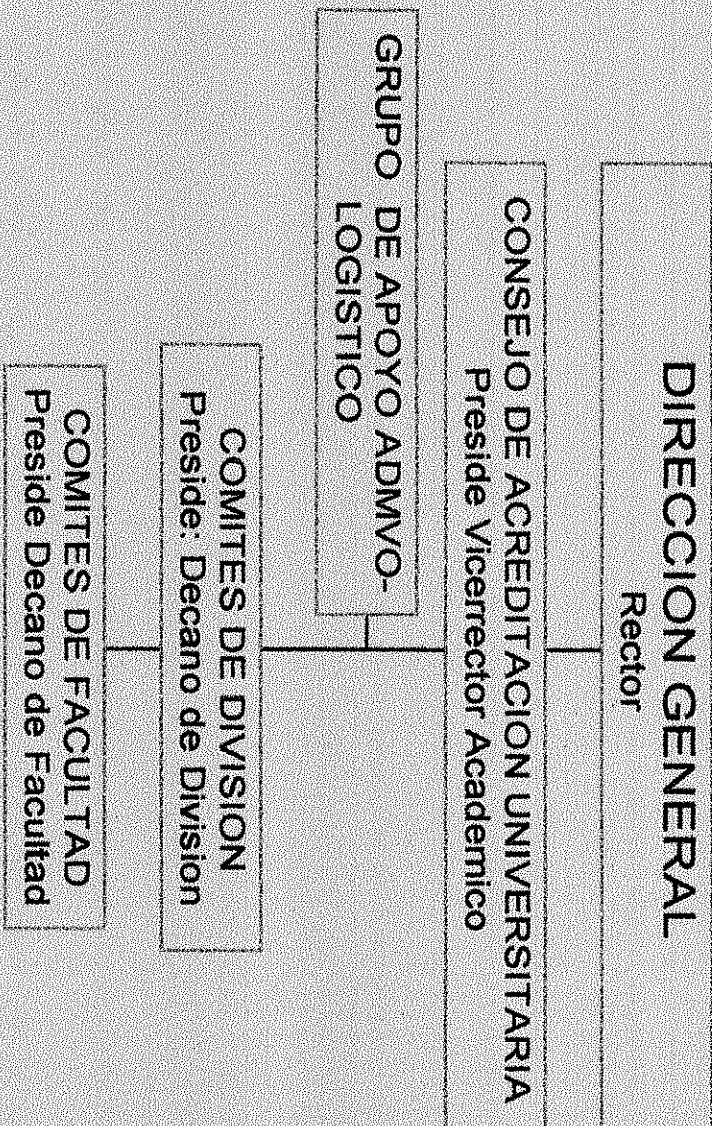 DIRECCION GENERAL
Rector
CONSEJO DE ACREDITACION UNIVERSITARIA
Preside Vicerrector Academico
GRUPO DE APOYO ADMVO-
LOGISTICO
COMITES DE DIVISION
Preside: Decano de Division
COMITES DE FACULTAD
Preside Decano de Facultad